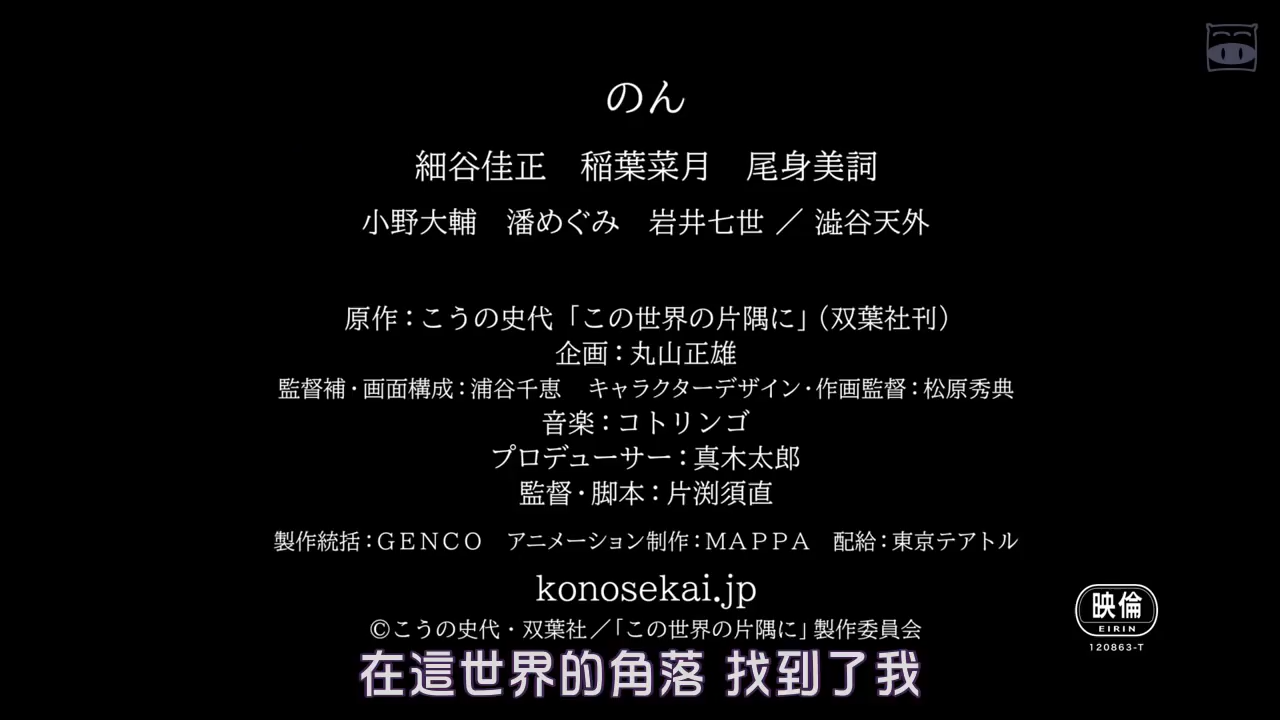 のん
細谷佳正　稲葉菜月　尾身美詞
小野大輔　潘めぐみ　岩井七世 ／ 澁谷天外
原作：こうの史代「この世界の片隅に」（双葉社刊）
企画：丸山正雄
監督補・画面構成：浦谷千恵　キャラクターデザイン・作画監督：松原秀典
音楽：コトリンゴ
プロデューサー：真木太郎
監督・脚本：片渕須直
製作統括：GENCO　アニメーション制作：MAPPA　配給：東京テアトル
konosekai.jp
映倫
EIRIN
120863-T
©こうの史代・双葉社／「この世界の片隅に」製作委員会
在這世界的角落 找到了我